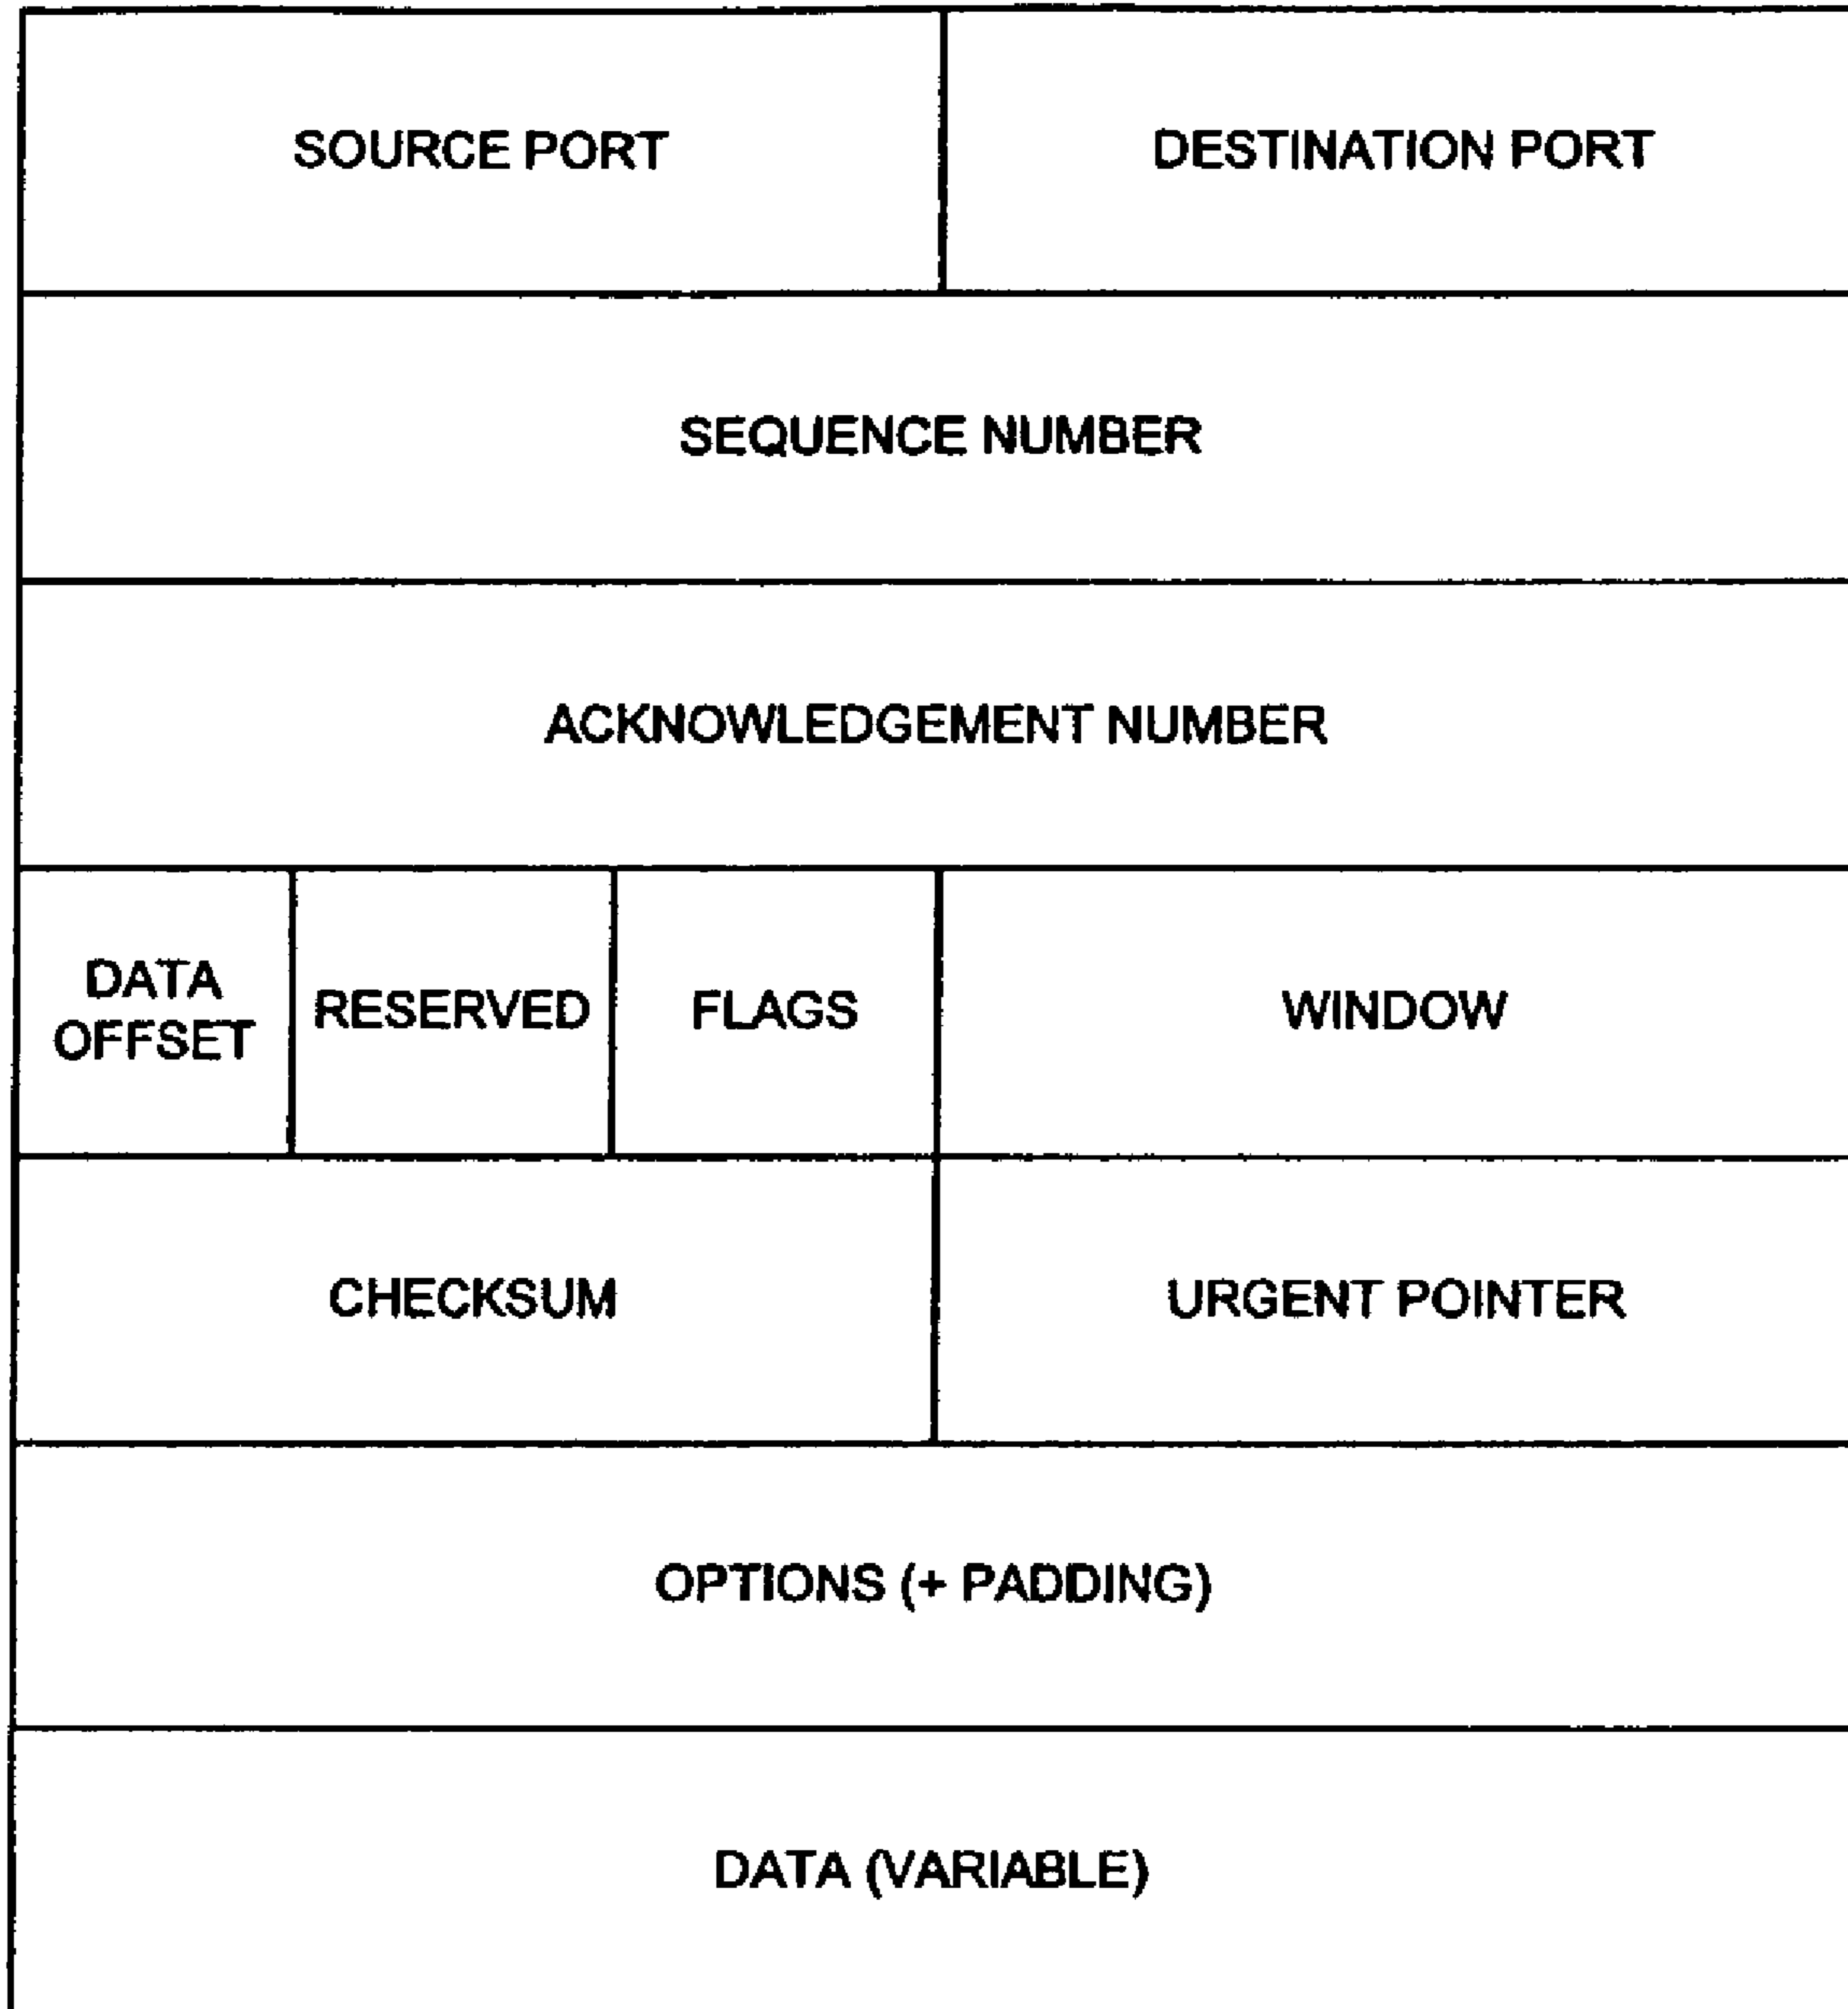 SOURCE PORT
DESTINATION PORT
SEQUENCE NUMBER
ACKNOWLEDGEMENT NUMBER
DATA
OFFSET
RESERVED
FLAGS
WINDOW
CHECKSUM
URGENT POINTER
OPTIONS (+ PADDING)
DATA (VARIABLE)